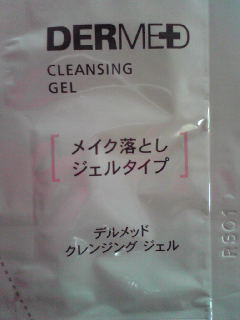 DERMED
CLEANSING
GEL
[ メイク落とし
ジェルタイプ ]
デルメッド
クレンジング ジェル
RG01